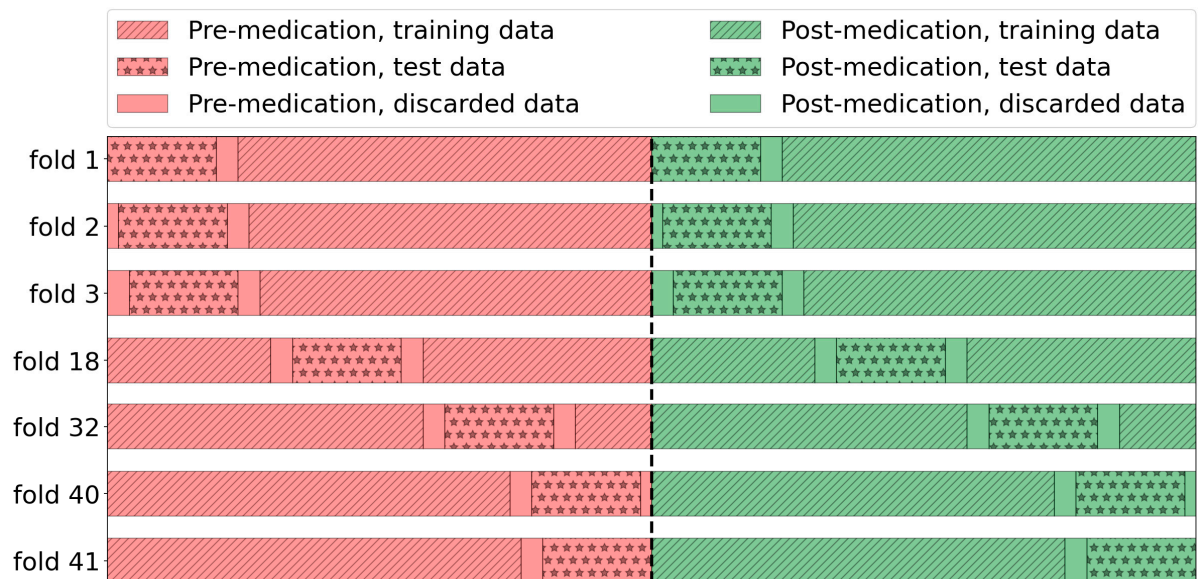 Pre-medication, training data
Pre-medication, test data
Pre-medication, discarded data
Post-medication, training data
Post-medication, test data
Post-medication, discarded data
fold 1
fold 2
fold 3
fold 18
fold 32
fold 40
fold 41